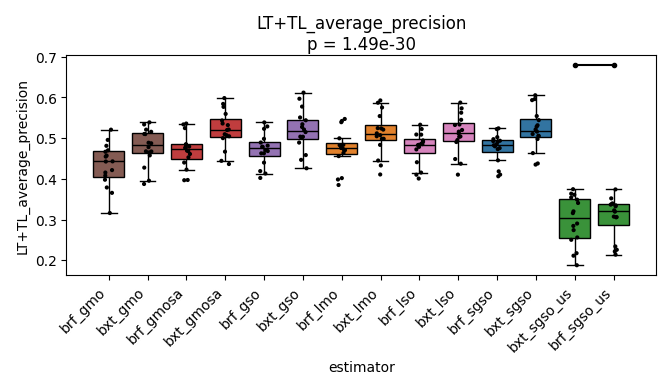 LT+TL_average_precision
p = 1.49e-30
LT+TL_average_precision
0.7
0.6
0.5
0.4
0.3
0.2
brf_gmo
bxt_gmo
brf_gmosa
bxt_gmosa
brf_gso
bxt_gso
brf_lmo
bxt_lmo
brf_lso
bxt_lso
brf_sgso
bxt_sgso
bxt_sgso_us
brf_sgso_us
estimator